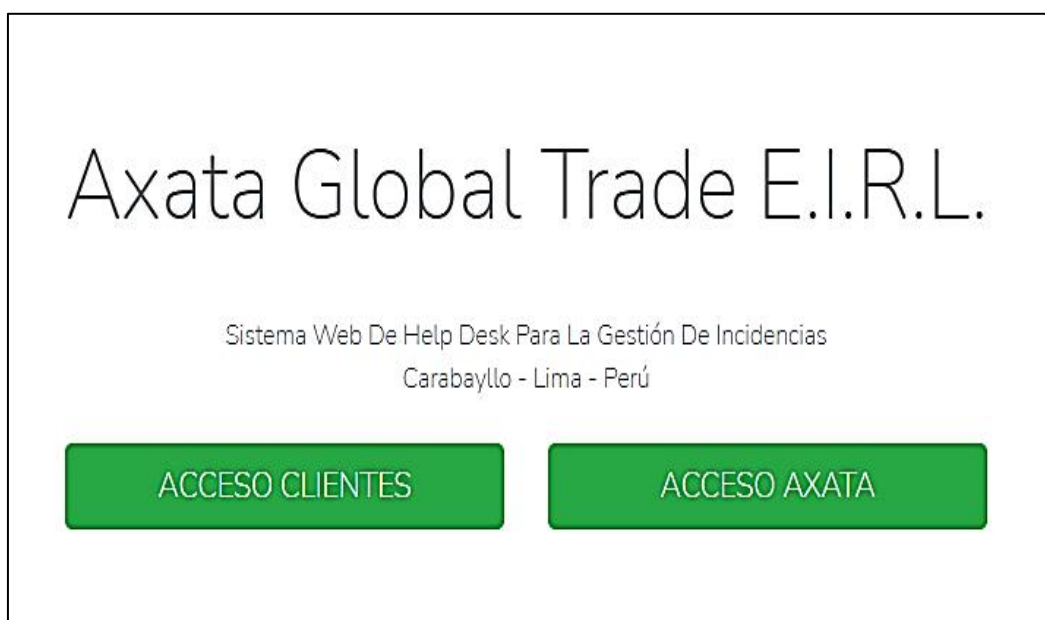 Axata Global Trade E.I.R.L.
Sistema Web De Help Desk Para La Gestión De Incidencias
Carabayllo - Lima - Perú
ACCESO CLIENTES
ACCESO AXATA